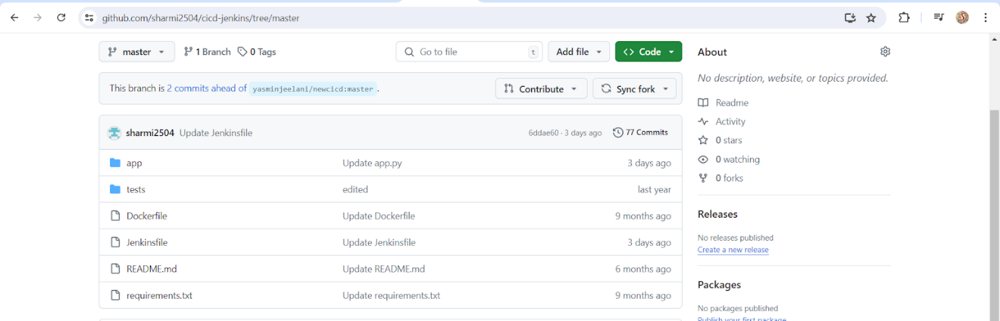 github.com/sharmi2504/cicd-jenkins/tree/master
master 1 Branch 0 Tags Go to file t Add file <> Code
This branch is 2 commits ahead of yasminjeelani/newcicd:master. Contribute Sync fork
sharmi2504 Update Jenkinsfile 6ddae60 · 3 days ago 77 Commits
app Update app.py 3 days ago
tests edited last year
Dockerfile Update Dockerfile 9 months ago
Jenkinsfile Update Jenkinsfile 3 days ago
README.md Update README.md 6 months ago
requirements.txt Update requirements.txt 9 months ago
About
No description, website, or topics provided.
Readme
Activity
0 stars
0 watching
0 forks
Releases
No releases published
Create a new release
Packages
No packages published
Publish your first package